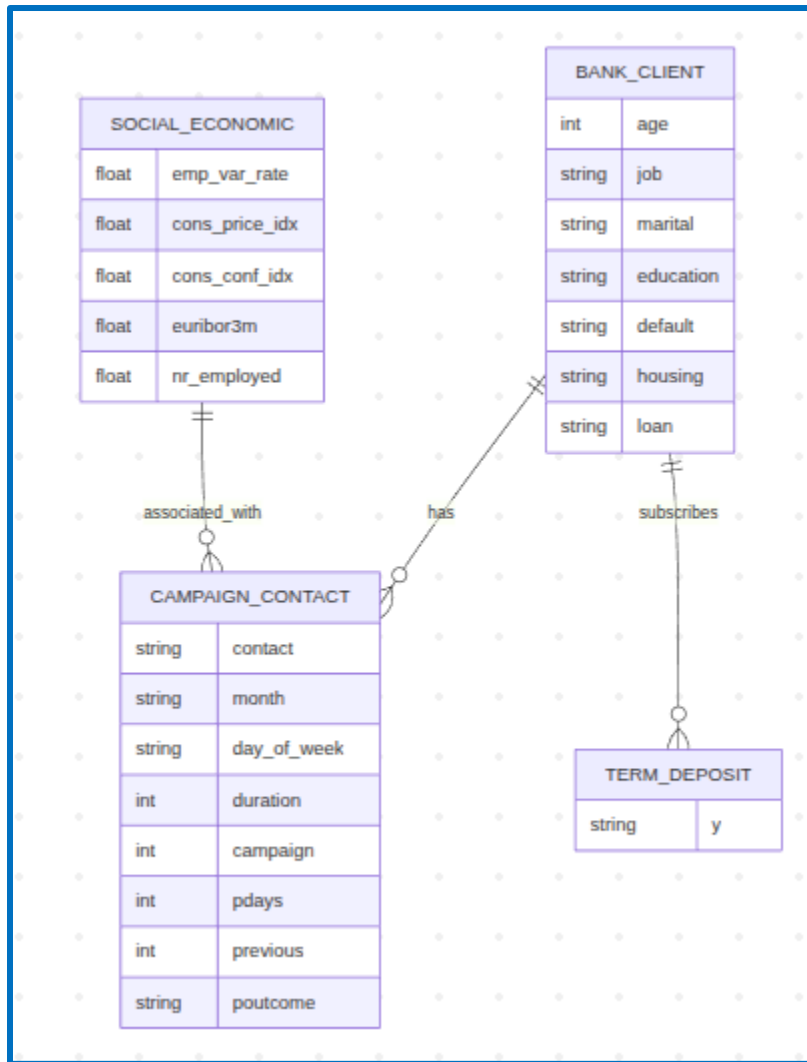 SOCIAL_ECONOMIC
float emp_var_rate
float cons_price_idx
float cons_conf_idx
float euribor3m
float nr_employed
BANK_CLIENT
int age
string job
string marital
string education
string default
string housing
string loan
associated_with
has
subscribes
CAMPAIGN_CONTACT
string contact
string month
string day_of_week
int duration
int campaign
int pdays
int previous
string poutcome
TERM_DEPOSIT
string y